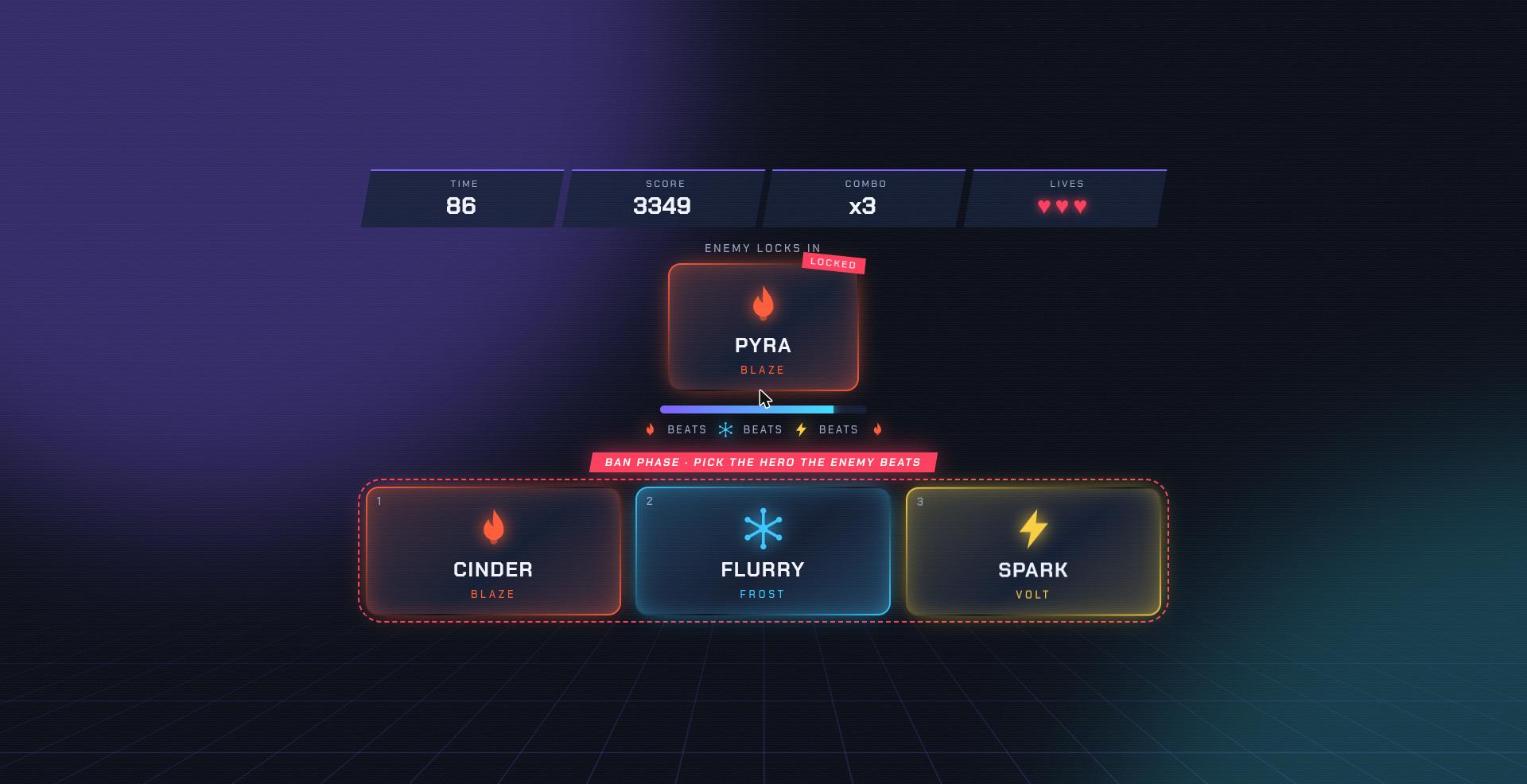 TIME
86
SCORE
3349
COMBO
x3
LIVES
ENEMY LOCKS IN
LOCKED
PYRA
BLAZE
BEATS BEATS BEATS
BAN PHASE · PICK THE HERO THE ENEMY BEATS
1
CINDER
BLAZE
2
FLURRY
FROST
3
SPARK
VOLT